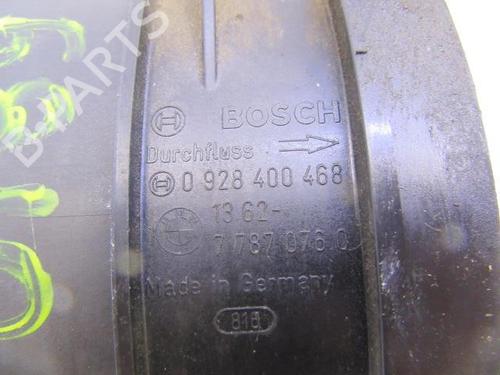 B-PARTS
BOSCH
Durchfluss
0 928 400 468
13 62-
7 787 076.0
Made in Germany
818